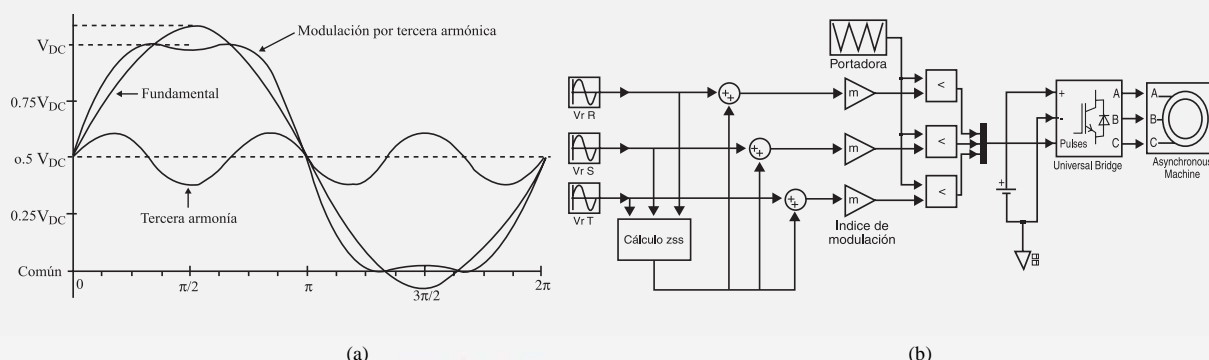 V_DC
0.75V_DC
0.5 V_DC
0.25V_DC
Común
0
π/2
π
3π/2
2π
Modulación por tercera armónica
Fundamental
Tercera armonía
(a)
Portadora
Vr R
Vr S
Vr T
+
+
+
+
+
+
Cálculo zss
m
m
m
Indice de
modulación
<
<
<
+
+
-
Pulses
A
B
C
Universal Bridge
A
B
C
Asynchronous
Machine
(b)